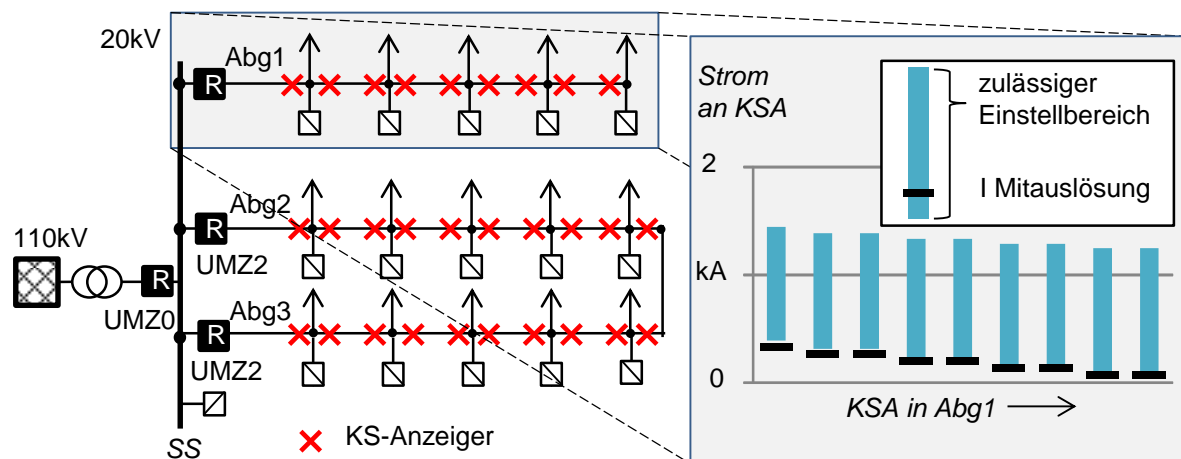 20kV
Abg1
R
Abg2
R
UMZ2
110kV
R
UMZ0
Abg3
R
UMZ2
SS
KS-Anzeiger
Strom
an KSA
zulässiger
Einstellbereich
I Mitauslösung
2
kA
0
KSA in Abg1